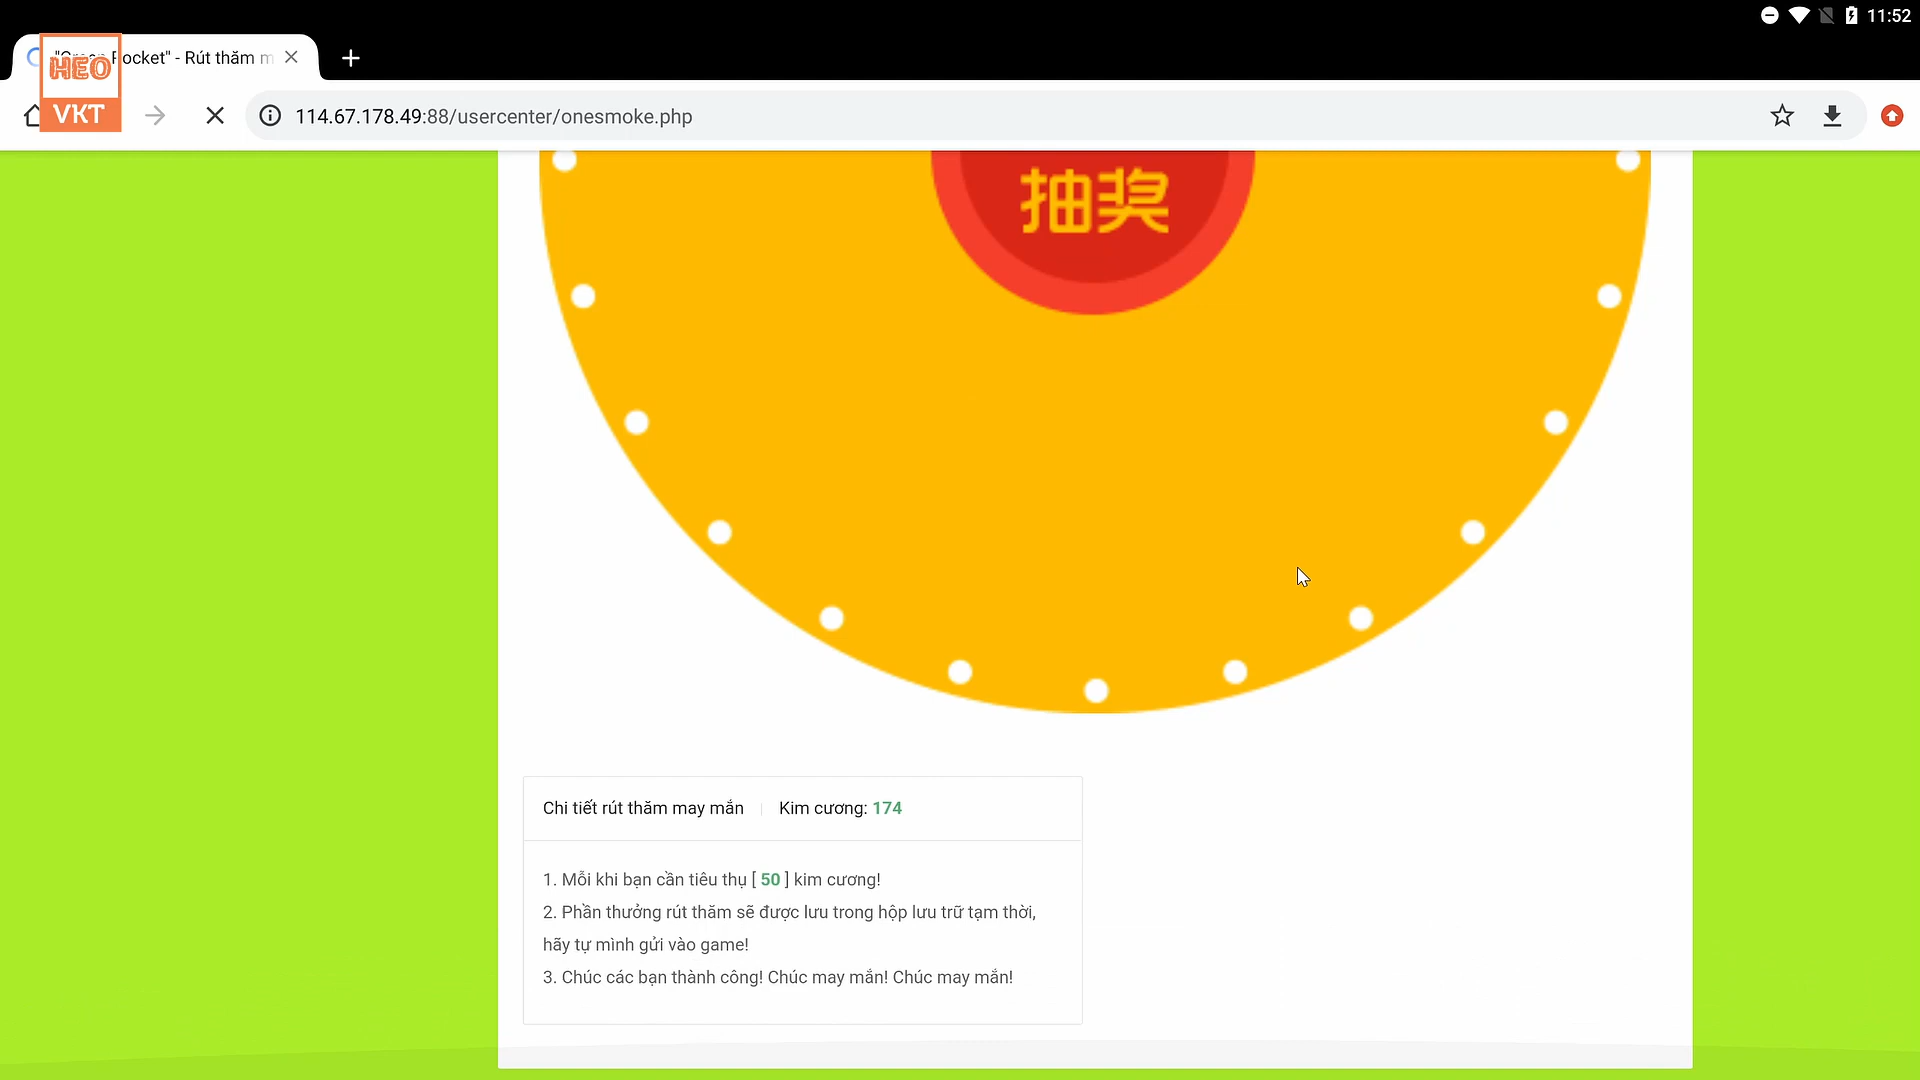 11:52
ocket" - Rút thăm m
HEO
VKT
114.67.178.49:88/usercenter/onesmoke.php
抽奖
Chi tiết rút thăm may mắn
Kim cương: 174
1. Mỗi khi bạn cần tiêu thụ [ 50 ] kim cương!
2. Phần thưởng rút thăm sẽ được lưu trong hộp lưu trữ tạm thời,
hãy tự mình gửi vào game!
3. Chúc các bạn thành công! Chúc may mắn! Chúc may mắn!